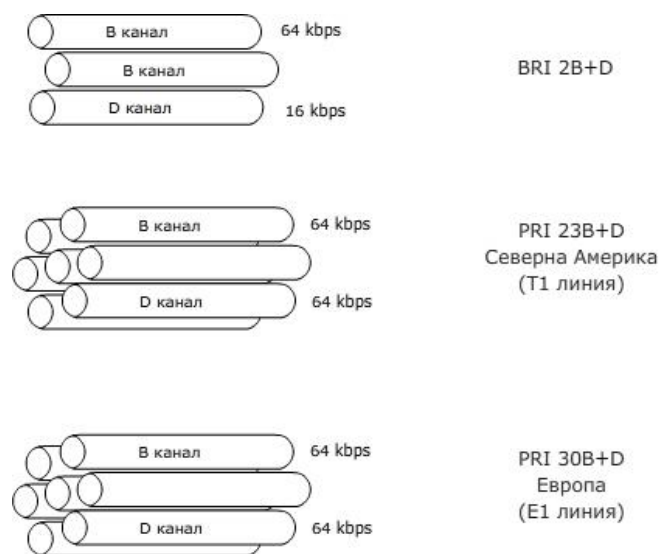 B канал
64 kbps
B канал
D канал
16 kbps
BRI 2B+D
B канал
64 kbps
D канал
64 kbps
PRI 23B+D
Северна Америка
(T1 линия)
B канал
64 kbps
D канал
64 kbps
PRI 30B+D
Европа
(E1 линия)